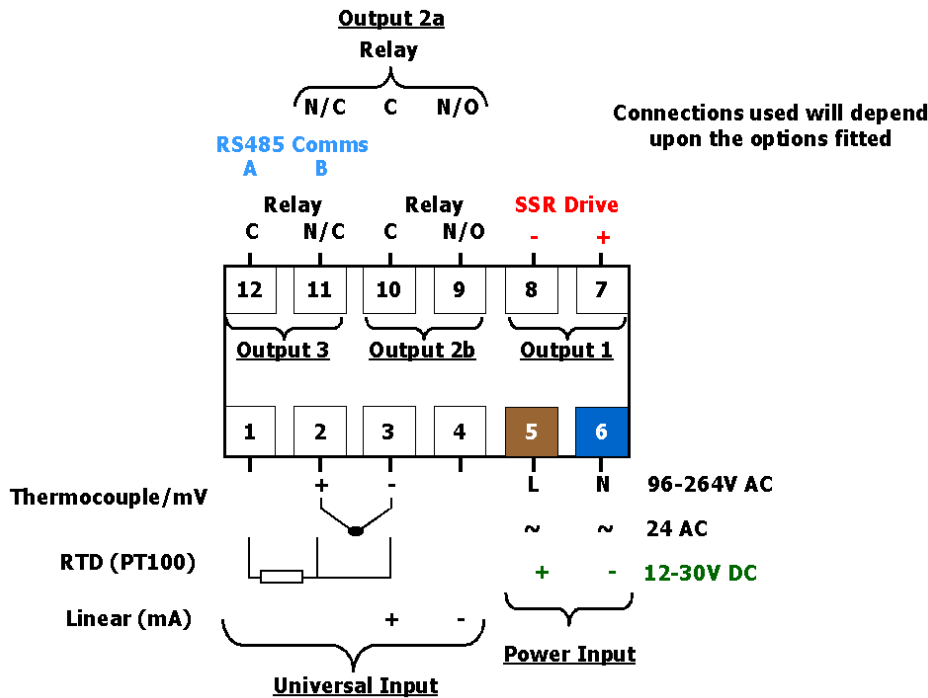 Output 2a
Relay
N/C C N/O
Connections used will depend
upon the options fitted
RS485 Comms
A B
Relay Relay SSR Drive
C N/C C N/O - +
12 11 10 9 8 7
Output 3 Output 2b Output 1
1 2 3 4 5 6
Thermocouple/mV + - L N 96-264V AC
~ ~ 24 AC
RTD (PT100) + - 12-30V DC
Linear (mA) + -
Power Input
Universal Input